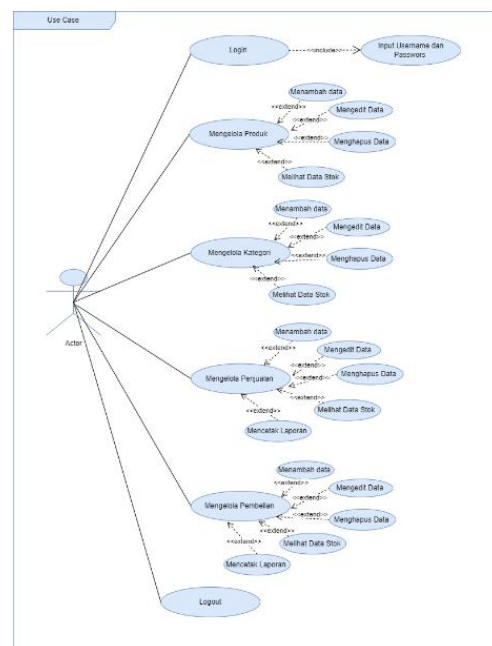 Use Case
Login
<<include>>
Input Username dan
Passwors
Menambah data
<<extend>>
Mengedit Data
<<extend>>
Mengelola Produk
Menghapus Data
<<extend>>
<<extend>>
Melihat Data Stok
Menambah data
<<extend>>
Mengedit Data
<<extend>>
Mengelola Kategori
Menghapus Data
<<extend>>
<<extend>>
Melihat Data Stok
Actor
Menambah data
<<extend>>
Mengedit Data
<<extend>>
Mengelola Penjualan
Menghapus Data
<<extend>>
<<extend>>
Melihat Data Stok
<<extend>>
Mencetak Laporan
Menambah data
<<extend>>
Mengedit Data
<<extend>>
Mengelola Pembelian
<<extend>>
Menghapus Data
<<extend>>
<<extend>>
Melihat Data Stok
Mencetak Laporan
Logout